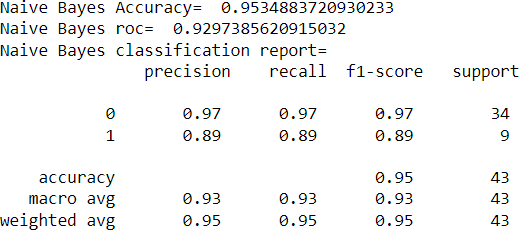 Naive Bayes Accuracy=  0.9534883720930233
Naive Bayes roc=  0.9297385620915032
Naive Bayes classification report=
              precision    recall  f1-score   support

           0       0.97      0.97      0.97        34
           1       0.89      0.89      0.89         9

    accuracy                           0.95        43
   macro avg       0.93      0.93      0.93        43
weighted avg       0.95      0.95      0.95        43